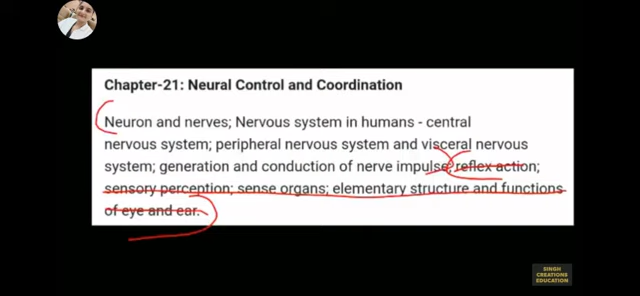 Chapter-21: Neural Control and Coordination
Neuron and nerves; Nervous system in humans - central
nervous system; peripheral nervous system and visceral nervous
system; generation and conduction of nerve impulse; reflex action;
sensory perception; sense organs; elementary structure and functions
of eye and ear.
SINGH
CREATIONS
EDUCATION